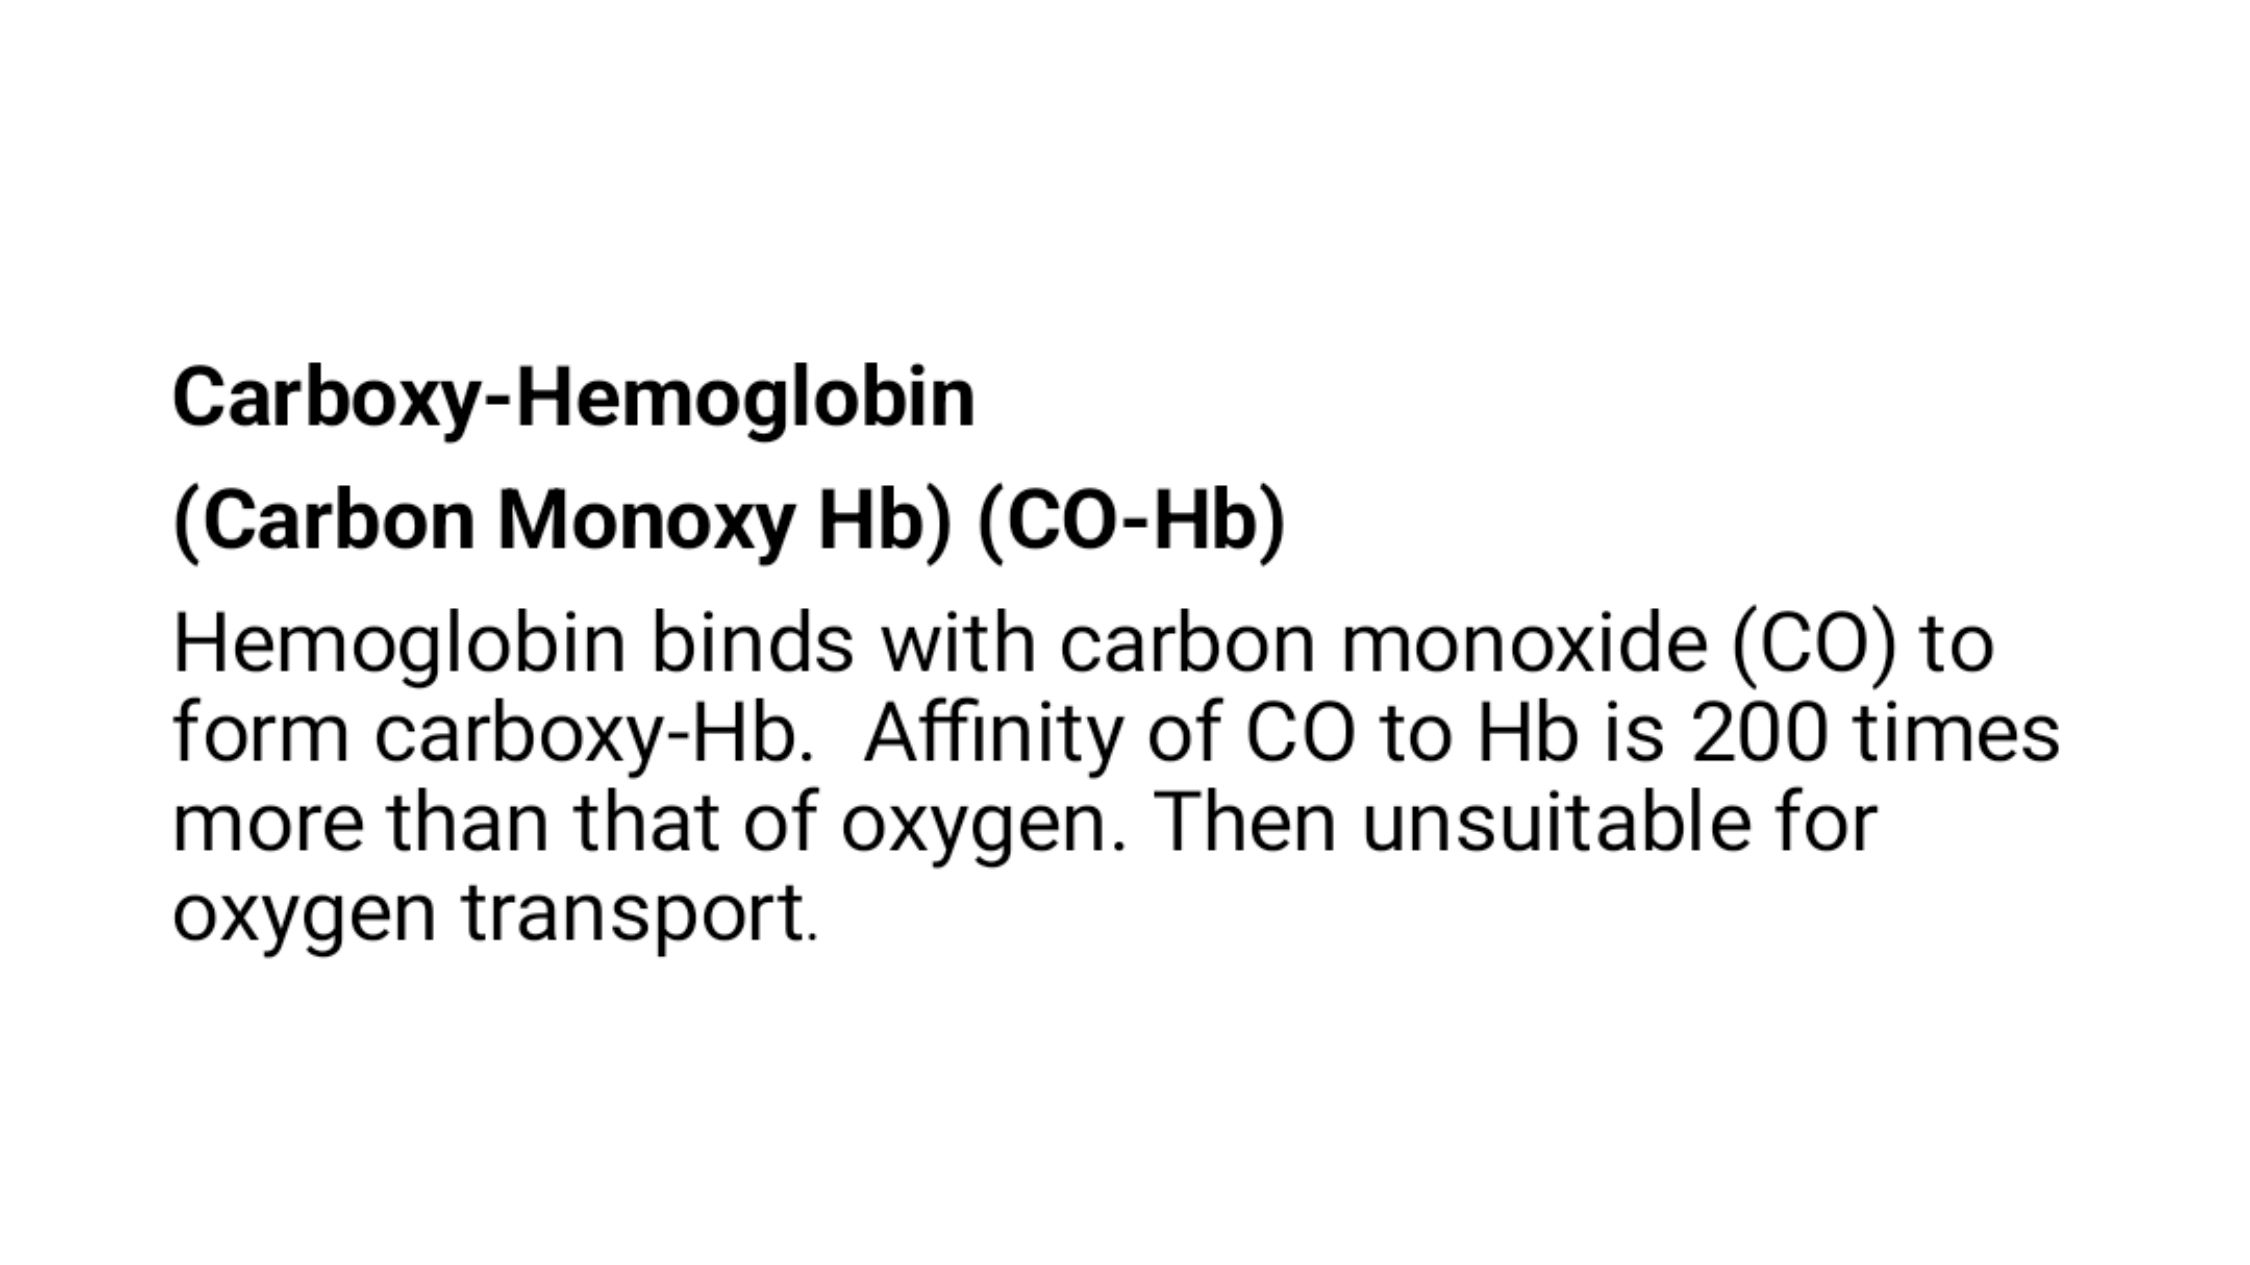 Carboxy-Hemoglobin
(Carbon Monoxy Hb) (CO-Hb)
Hemoglobin binds with carbon monoxide (CO) to
form carboxy-Hb.  Affinity of CO to Hb is 200 times
more than that of oxygen. Then unsuitable for
oxygen transport.